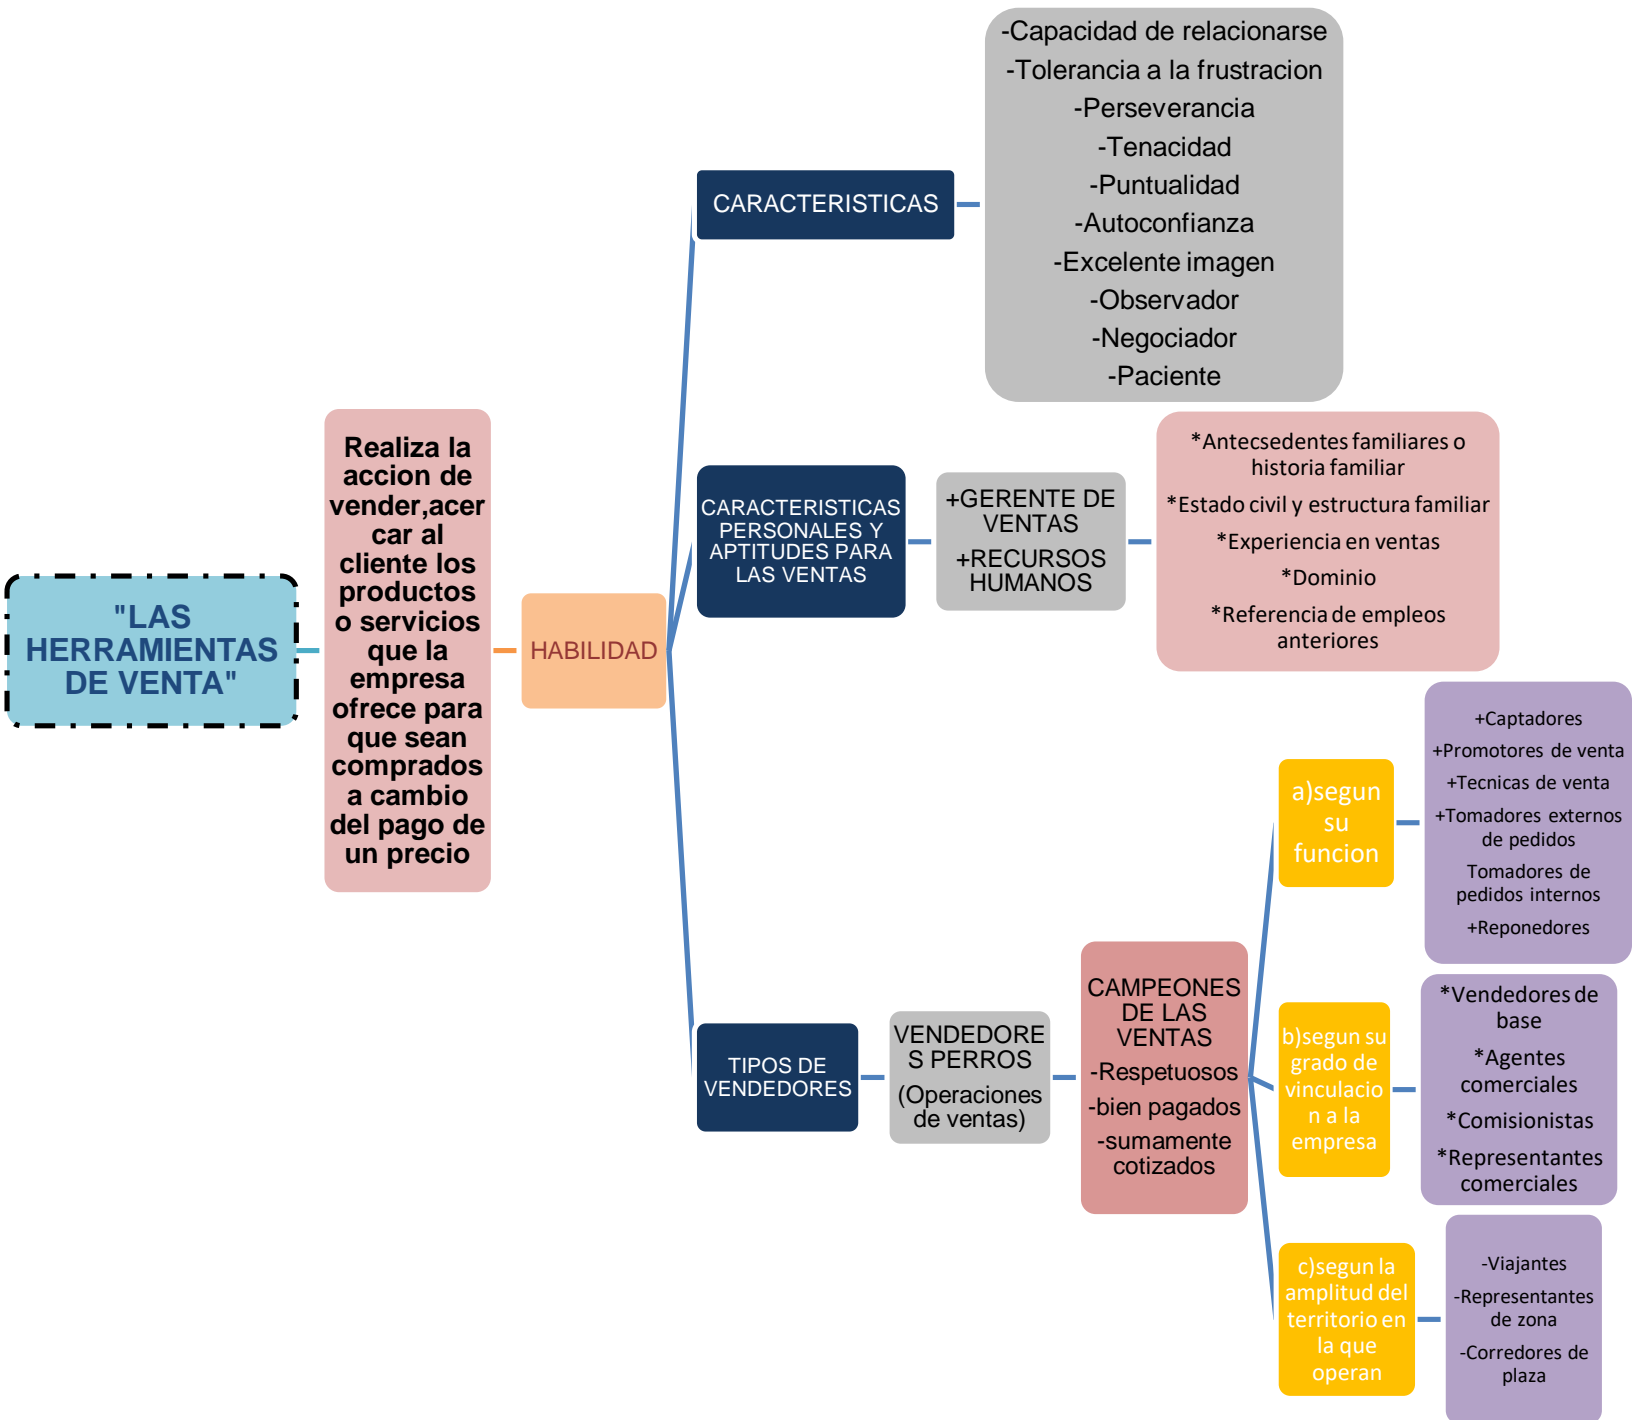 "LAS
HERRAMIENTAS
DE VENTA"
Realiza la
accion de
vender,acer
car al
cliente los
productos
o servicios
que la
empresa
ofrece para
que sean
comprados
a cambio
del pago de
un precio
HABILIDAD
CARACTERISTICAS
-Capacidad de relacionarse
-Tolerancia a la frustracion
-Perseverancia
-Tenacidad
-Puntualidad
-Autoconfianza
-Excelente imagen
-Observador
-Negociador
-Paciente
CARACTERISTICAS
PERSONALES Y
APTITUDES PARA
LAS VENTAS
+GERENTE DE
VENTAS
+RECURSOS
HUMANOS
*Antecsedentes familiares o
historia familiar
*Estado civil y estructura familiar
*Experiencia en ventas
*Dominio
*Referencia de empleos
anteriores
TIPOS DE
VENDEDORES
VENDEDORE
S PERROS
(Operaciones
de ventas)
CAMPEONES
DE LAS
VENTAS
-Respetuosos
-bien pagados
-sumamente
cotizados
a)segun
su
funcion
+Captadores
+Promotores de venta
+Tecnicas de venta
+Tomadores externos
de pedidos
Tomadores de
pedidos internos
+Reponedores
b)segun su
grado de
vinculacio
n a la
empresa
*Vendedores de
base
*Agentes
comerciales
*Comisionistas
*Representantes
comerciales
c)segun la
amplitud del
territorio en
la que
operan
-Viajantes
-Representantes
de zona
-Corredores de
plaza